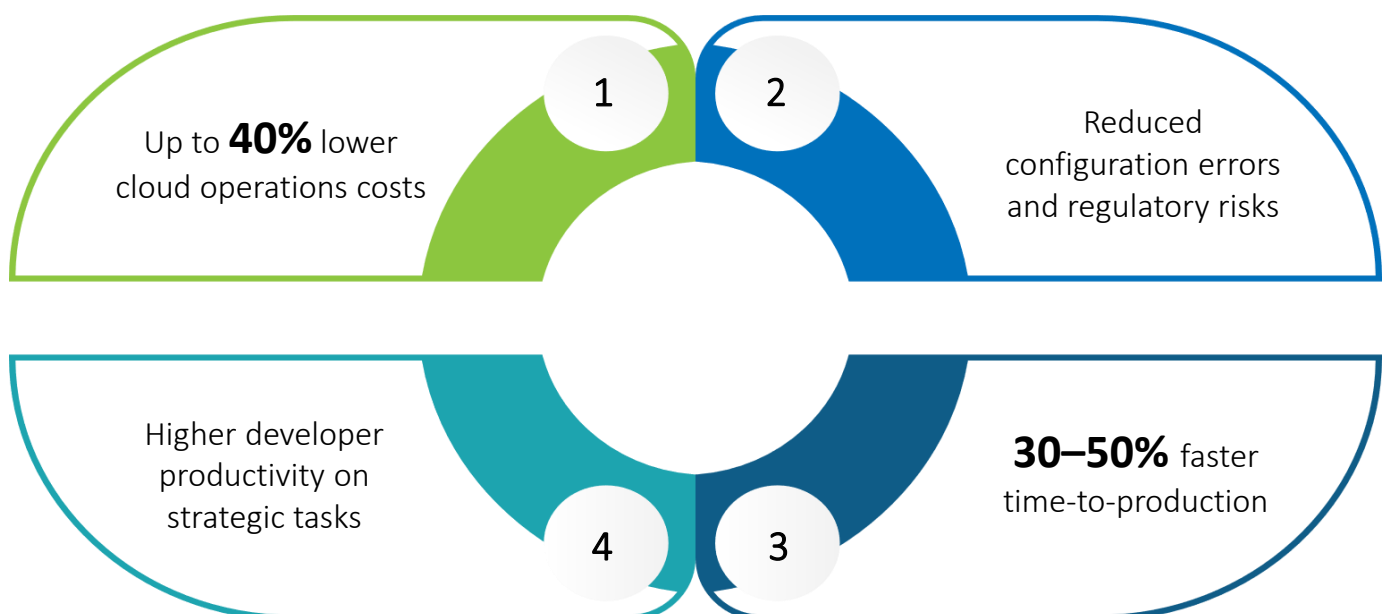 1
Up to 40% lower
cloud operations costs
2
Reduced
configuration errors
and regulatory risks
3
30–50% faster
time-to-production
4
Higher developer
productivity on
strategic tasks